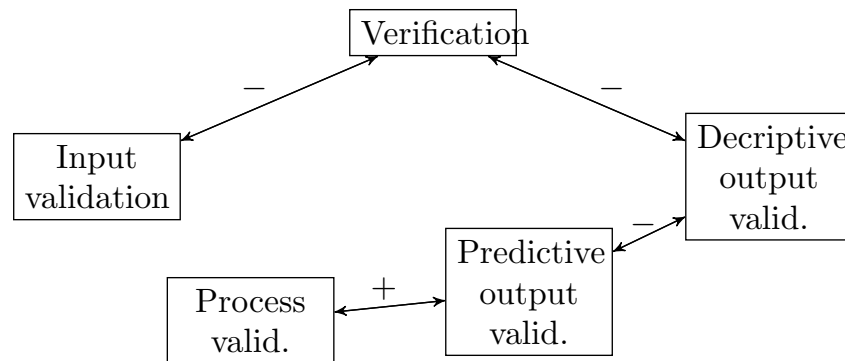 Verification
−
−
Input
validation
Decriptive
output
valid.
−
Predictive
output
valid.
+
Process
valid.